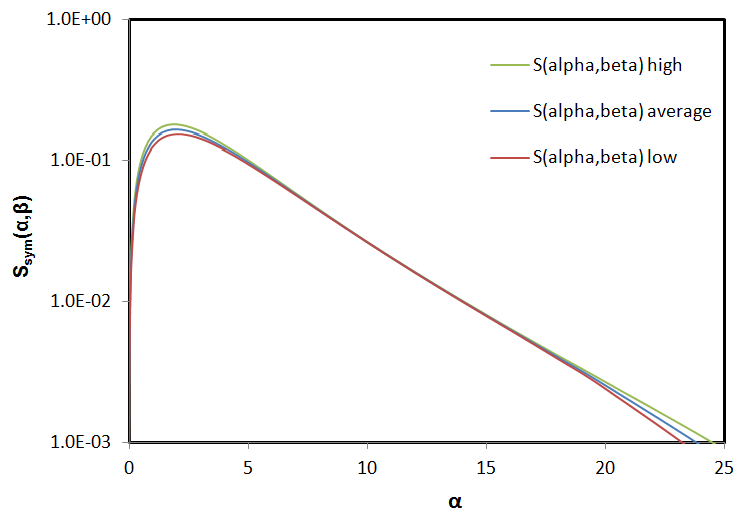 1.0E+00
1.0E-01
1.0E-02
1.0E-03
S(alpha,beta) high
S(alpha,beta) average
S(alpha,beta) low
Ssym(α,β)
0 5 10 15 20 25
α